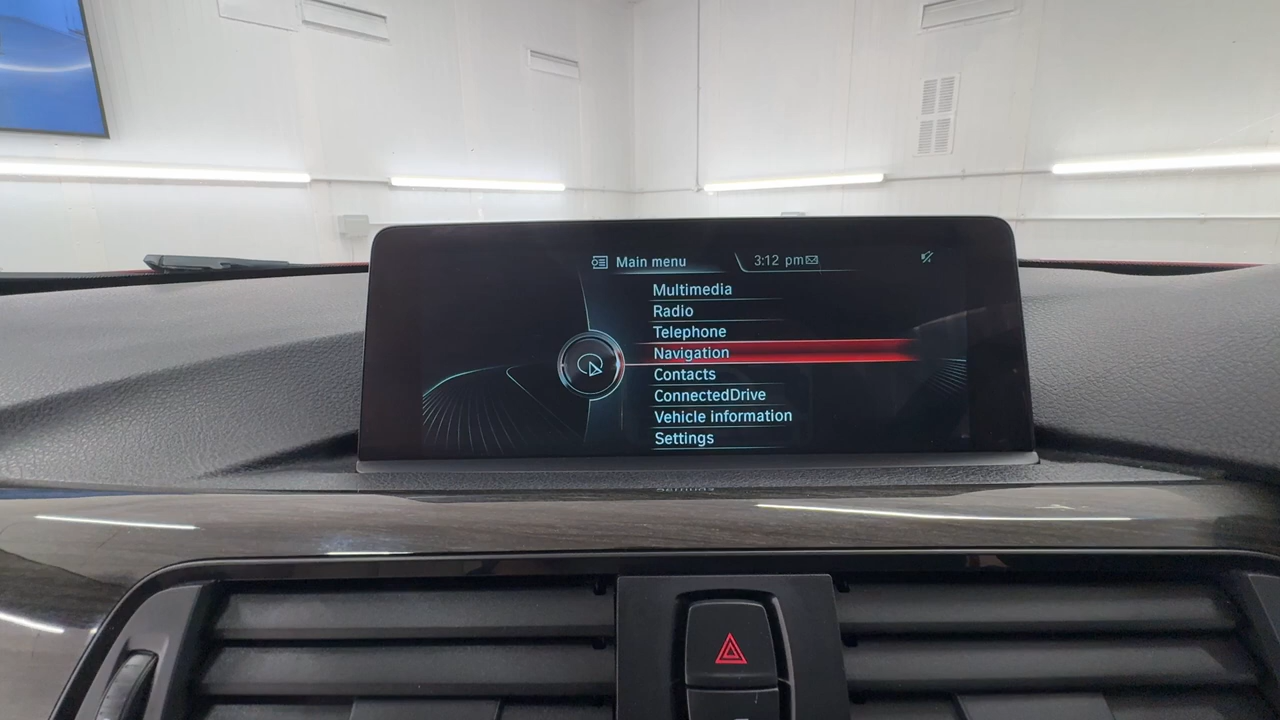 Main menu
3:12 pm
Multimedia
Radio
Telephone
Navigation
Contacts
ConnectedDrive
Vehicle information
Settings